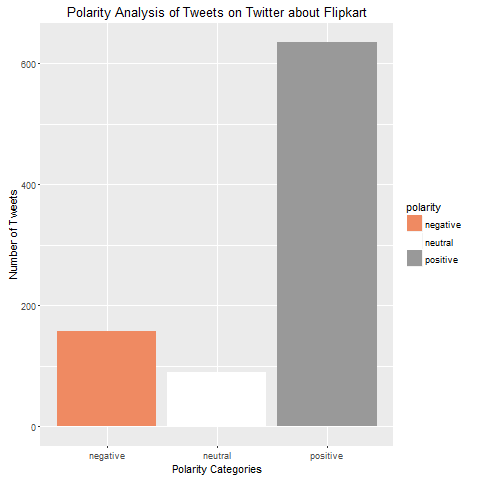 Polarity Analysis of Tweets on Twitter about Flipkart
Number of Tweets
600
400
200
0
negative
neutral
positive
Polarity Categories
polarity
negative
neutral
positive